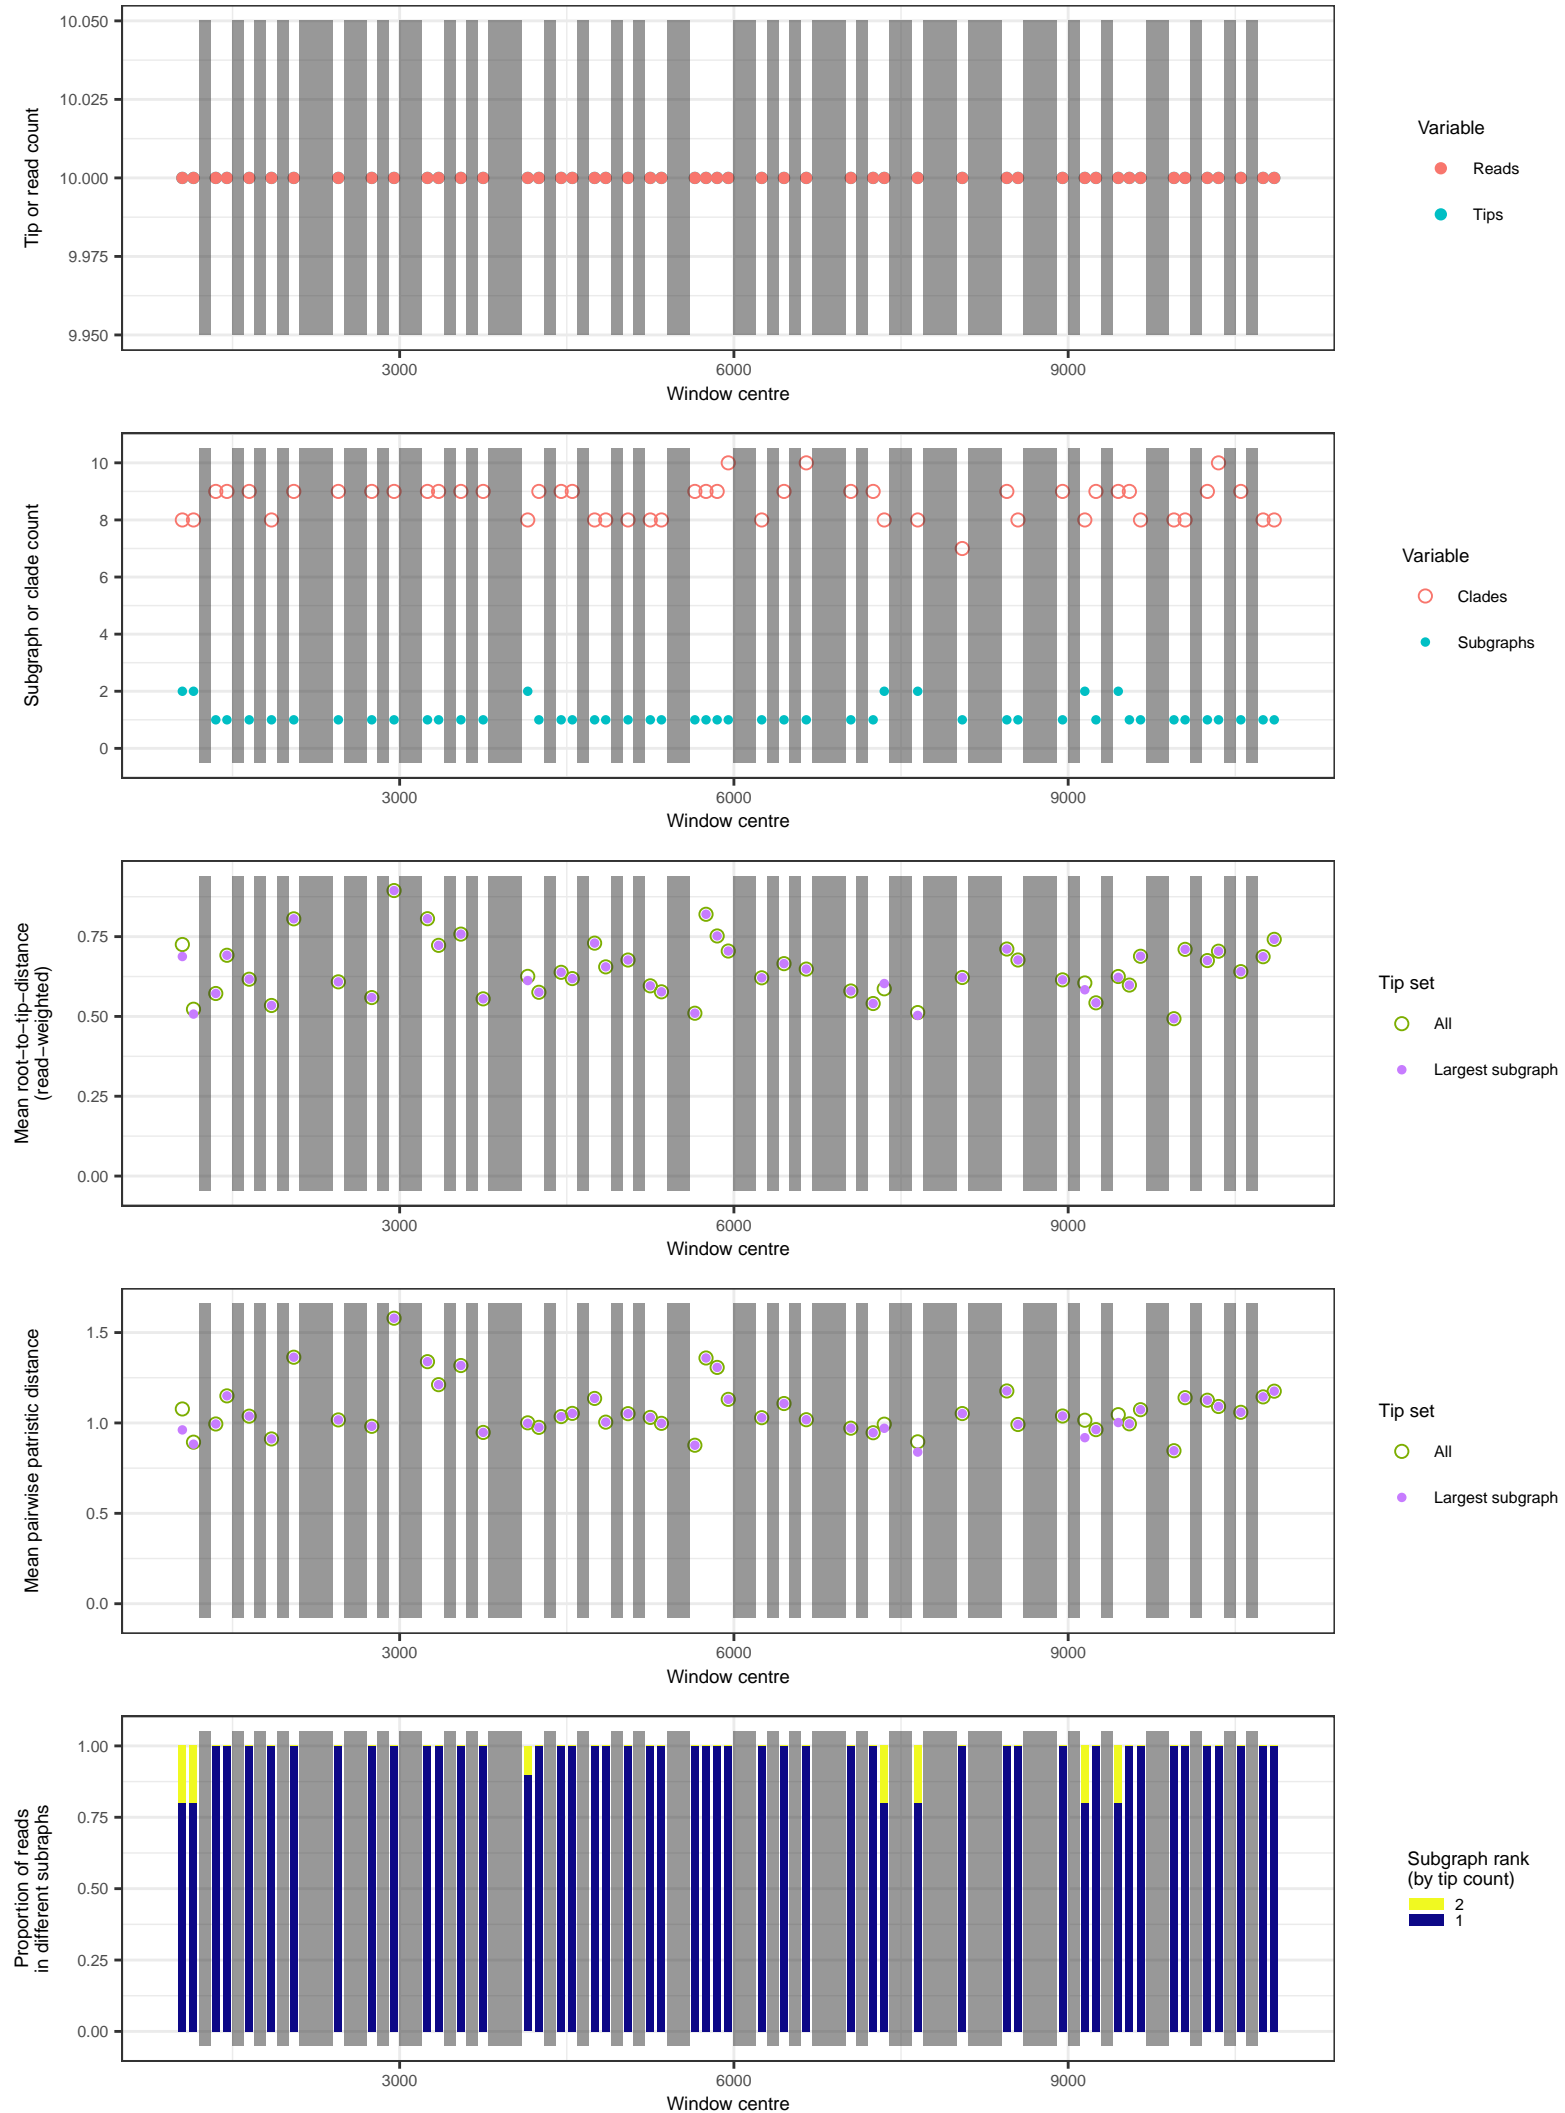 10.050
10.025
10.000
9.975
9.950
Tip or read count
3000
6000
9000
Window centre
Variable
Reads
Tips
10
8
6
4
2
0
Subgraph or clade count
3000
6000
9000
Window centre
Variable
Clades
Subgraphs
0.75
0.50
0.25
0.00
Mean root−to−tip−distance
(read−weighted)
3000
6000
9000
Window centre
Tip set
All
Largest subgraph
1.5
1.0
0.5
0.0
Mean pairwise patristic distance
3000
6000
9000
Window centre
Tip set
All
Largest subgraph
1.00
0.75
0.50
0.25
0.00
Proportion of reads
in different subraphs
3000
6000
9000
Window centre
Subgraph rank
(by tip count)
2
1